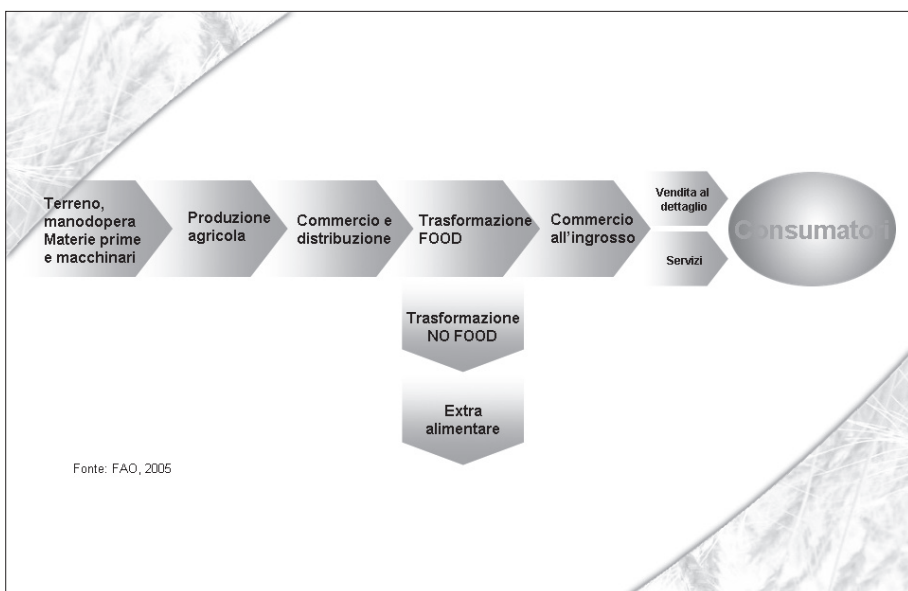 Terreno,
manodopera
Materie prime
e macchinari
Produzione
agricola
Commercio e
distribuzione
Trasformazione
FOOD
Commercio
all'ingrosso
Vendita al
dettaglio
Servizi
Consumatori
Trasformazione
NO FOOD
Extra
alimentare
Fonte: FAO, 2005